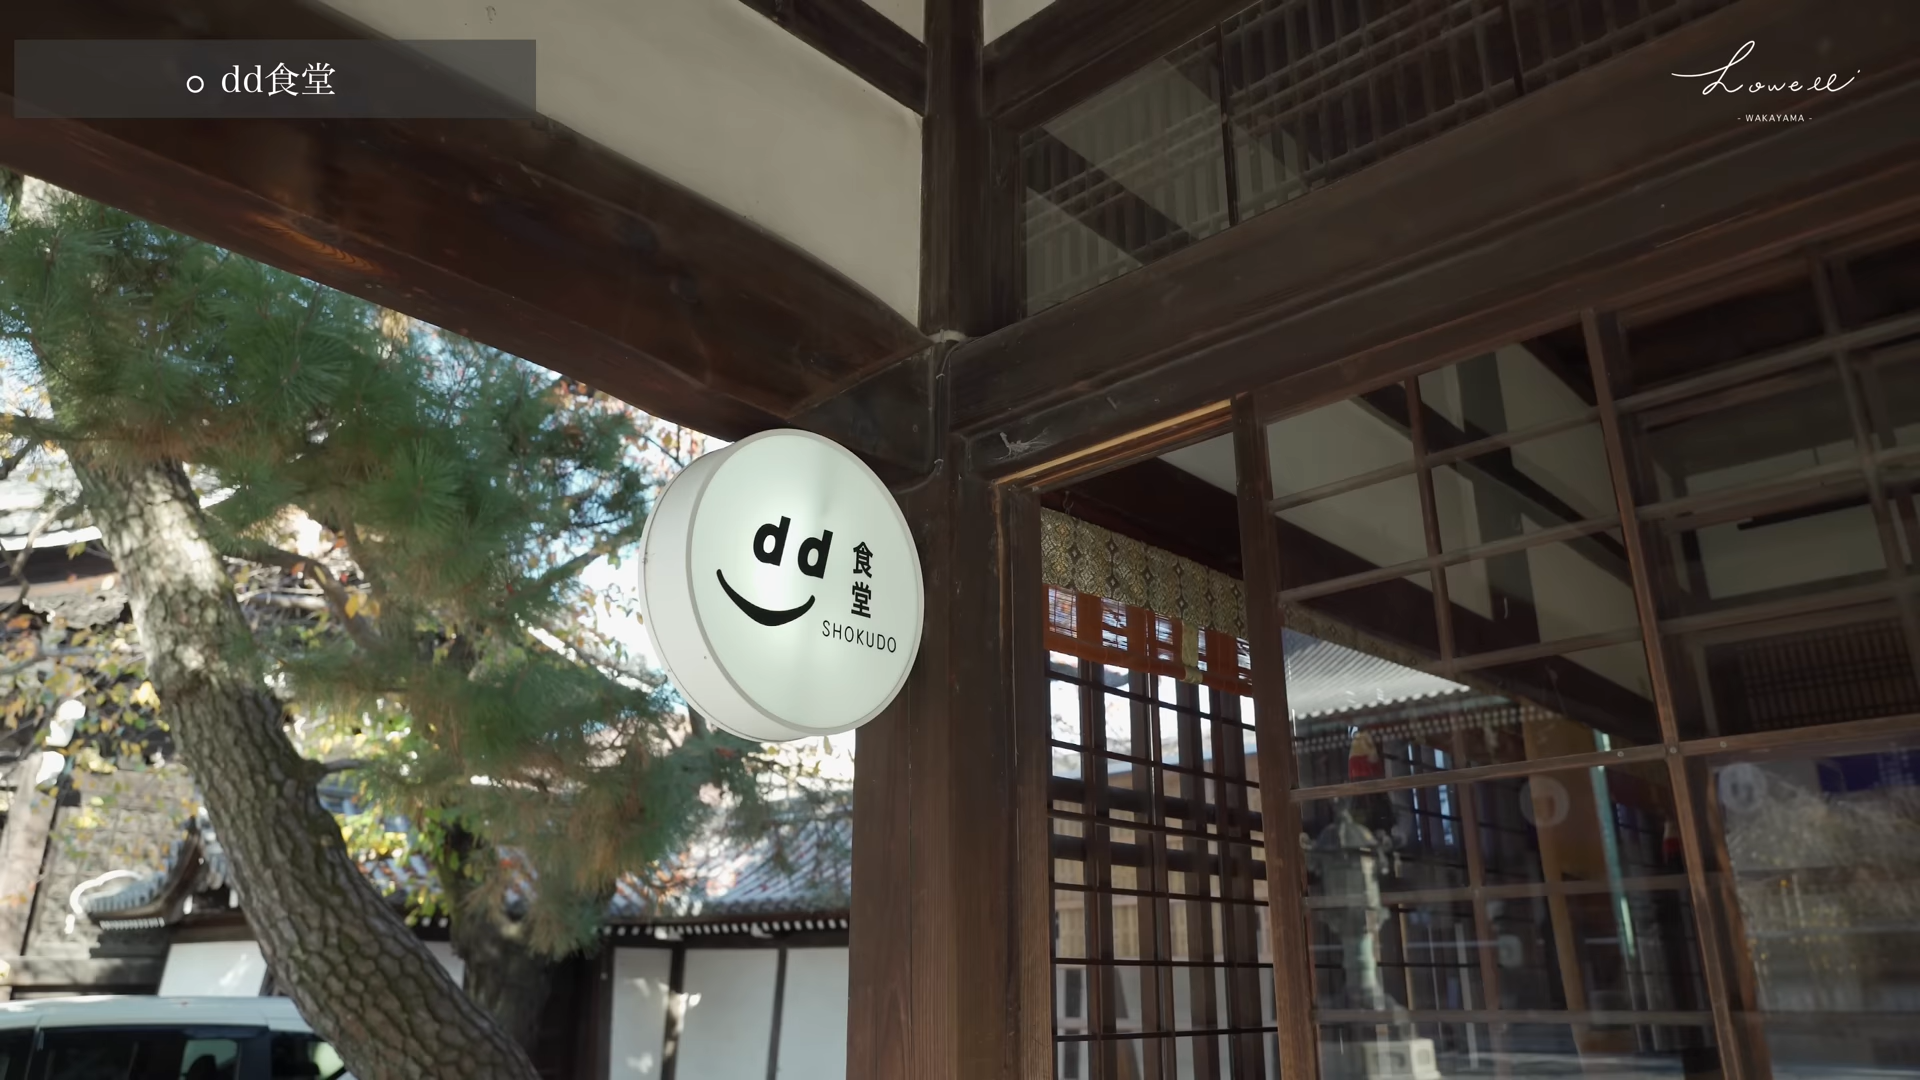 dd食堂
Lowell
- WAKAYAMA -
dd
食堂
SHOKUDO